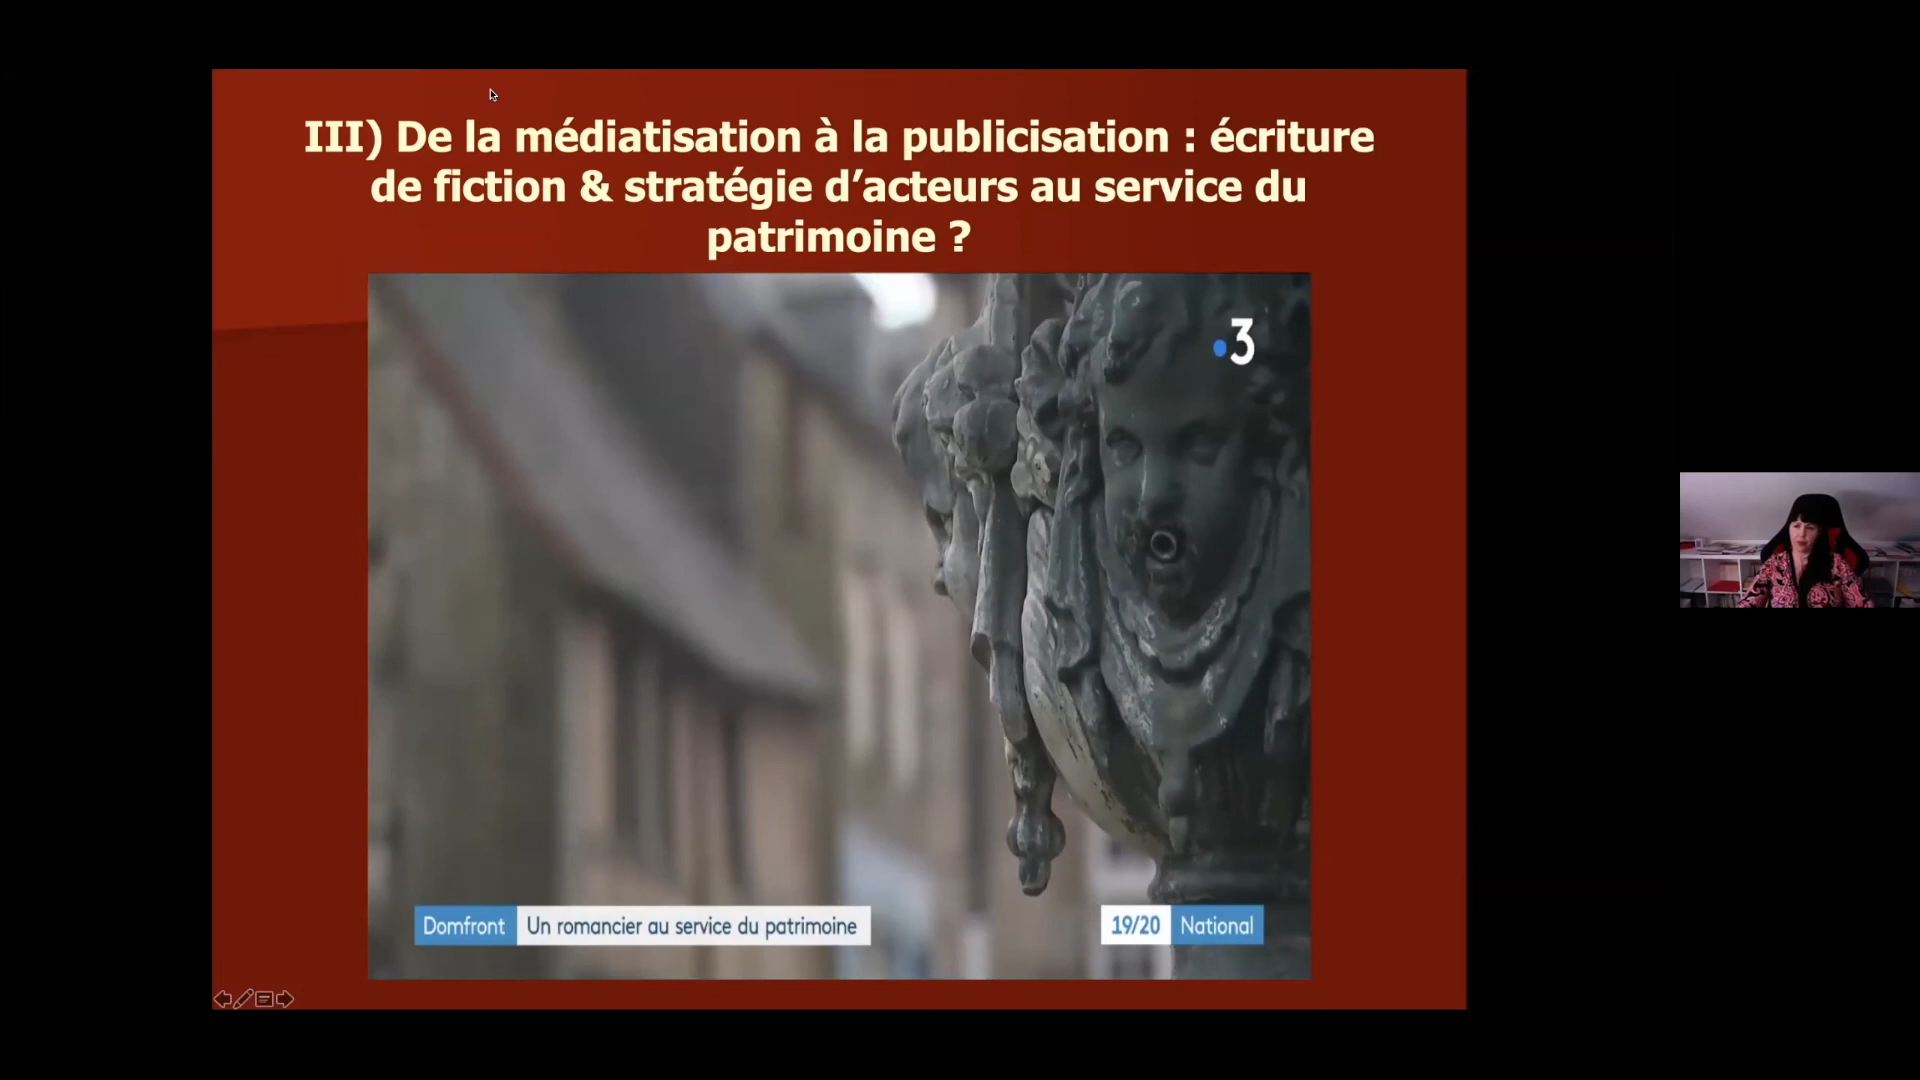 III) De la médiatisation à la publicisation : écriture
de fiction & stratégie d’acteurs au service du
patrimoine ?
3
Domfront Un romancier au service du patrimoine
19/20 National